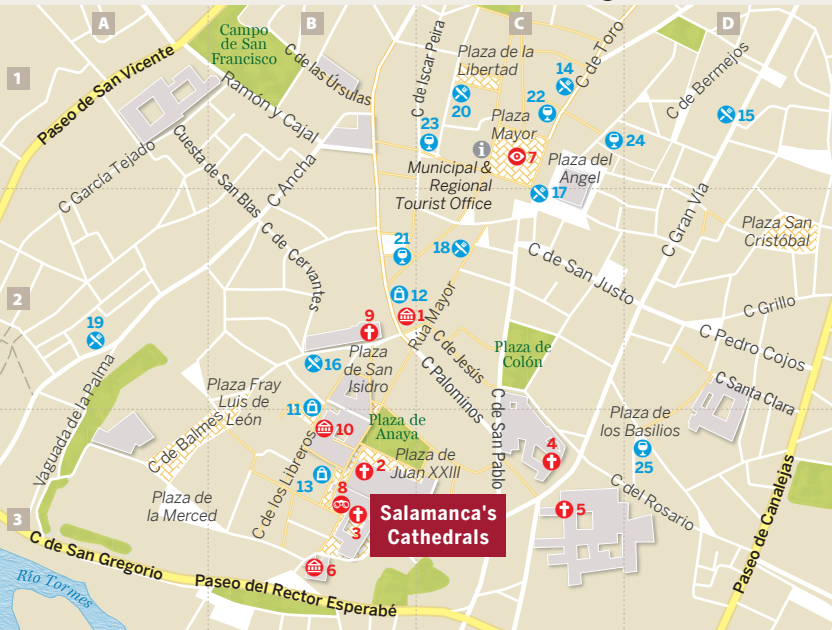 A
B
C
D
1
2
3
Campo
de San
Francisco
C de las Úrsulas
Paseo de San Vicente
Ramón y Cajal
C de Iscar Peira
Plaza de la
Libertad
14
C de Toro
20
22
23
Plaza
Mayor
7
C de Bermejos
15
24
Municipal &
Regional
Tourist Office
Plaza del
Angel
17
C García Tejado
Cuesta de San Blas
C Ancha
C de Cervantes
21
18
C de San Justo
C Gran Vía
Plaza San
Cristóbal
12
1
9
Rúa Mayor
C Grillo
C Pedro Cojos
19
16
Plaza
de San
Isidro
C de Jesús
C Palominos
Plaza de
Colón
C Santa Clara
Vaguada de la Palma
Plaza Fray
Luis de
León
11
10
Plaza de
Anaya
C de San Pablo
Plaza de
los Basilios
C de Balmes
C de los Libreros
2
Plaza de
Juan XXIII
4
25
13
8
3
Salamanca's
Cathedrals
5
C del Rosario
Plaza de
la Merced
Paseo de Canalejas
C de San Gregorio
6
Paseo del Rector Esperabé
Río Tormes